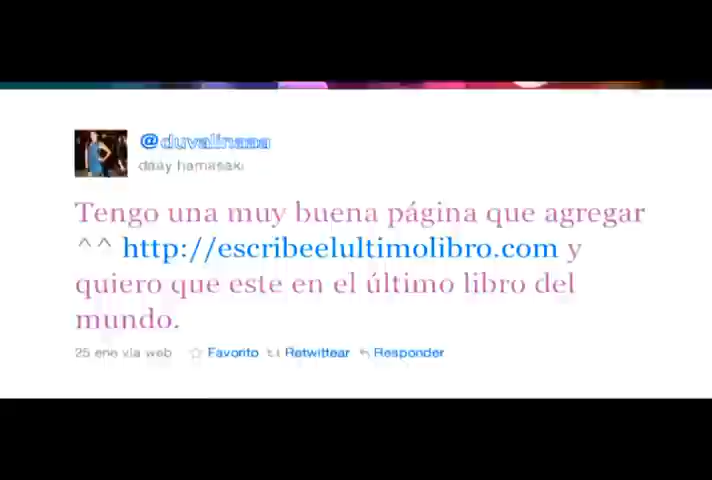 @duvalinaaa
daay hamasaki
Tengo una muy buena página que agregar
^^ http://escribeelultimolibro.com y
quiero que este en el último libro del
mundo.
25 ene vía web Favorito Retwittear Responder